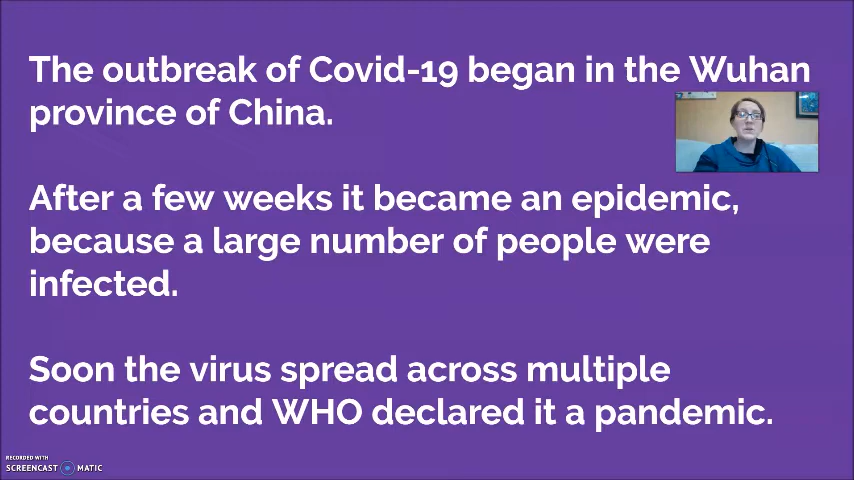 The outbreak of Covid-19 began in the Wuhan
province of China.
After a few weeks it became an epidemic,
because a large number of people were
infected.
Soon the virus spread across multiple
countries and WHO declared it a pandemic.
RECORDED WITH
SCREENCAST MATIC